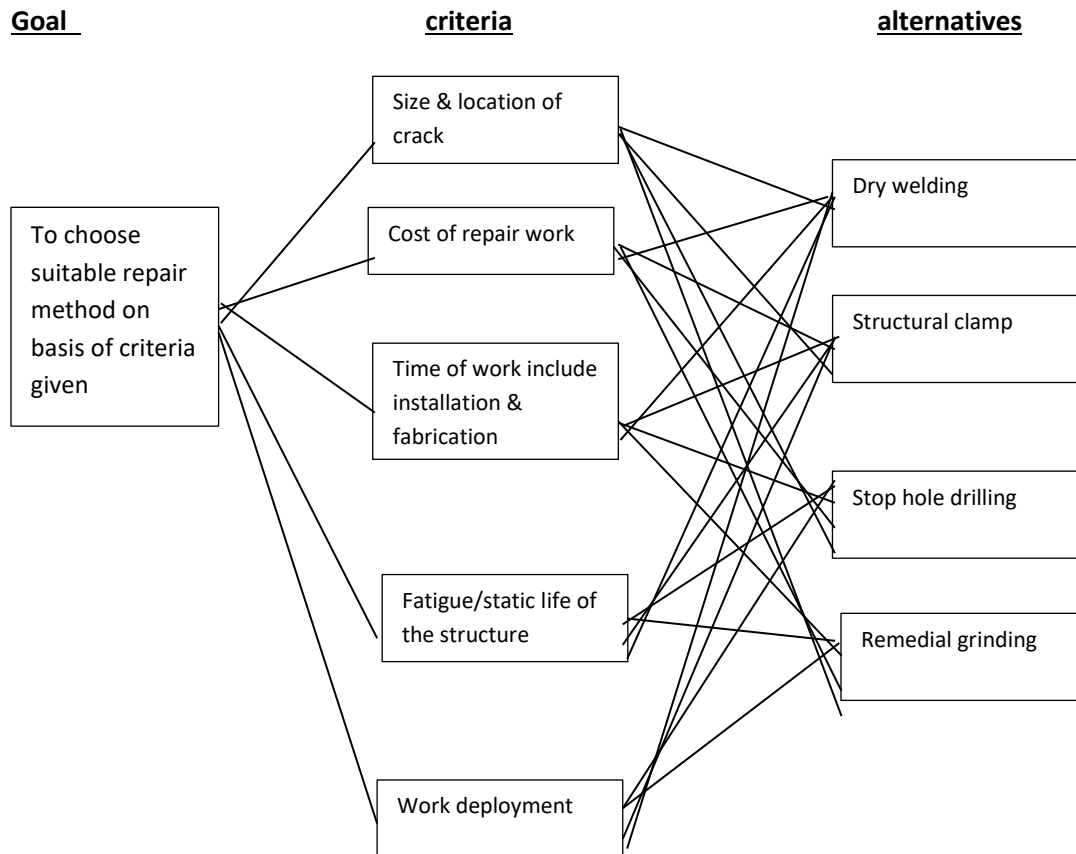 Goal
criteria
alternatives
To choose
suitable repair
method on
basis of criteria
given
Size & location of
crack
Cost of repair work
Time of work include
installation &
fabrication
Fatigue/static life of
the structure
Work deployment
Dry welding
Structural clamp
Stop hole drilling
Remedial grinding